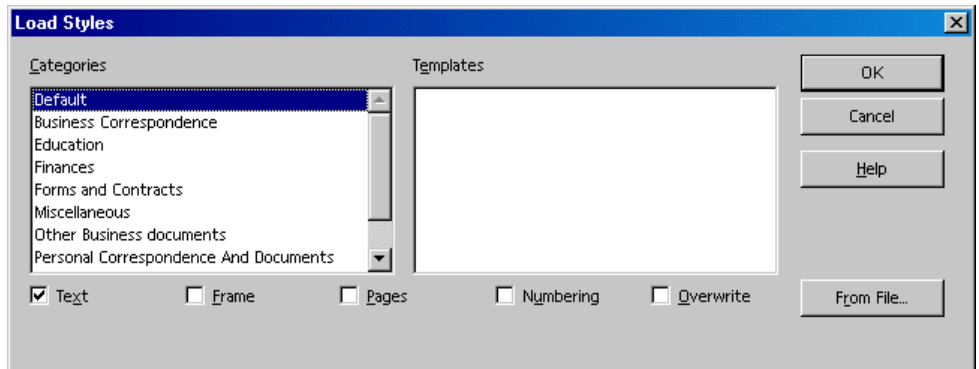 Load Styles
Categories
Templates
Default
Business Correspondence
Education
Finances
Forms and Contracts
Miscellaneous
Other Business documents
Personal Correspondence And Documents
OK
Cancel
Help
Text
Frame
Pages
Numbering
Overwrite
From File...